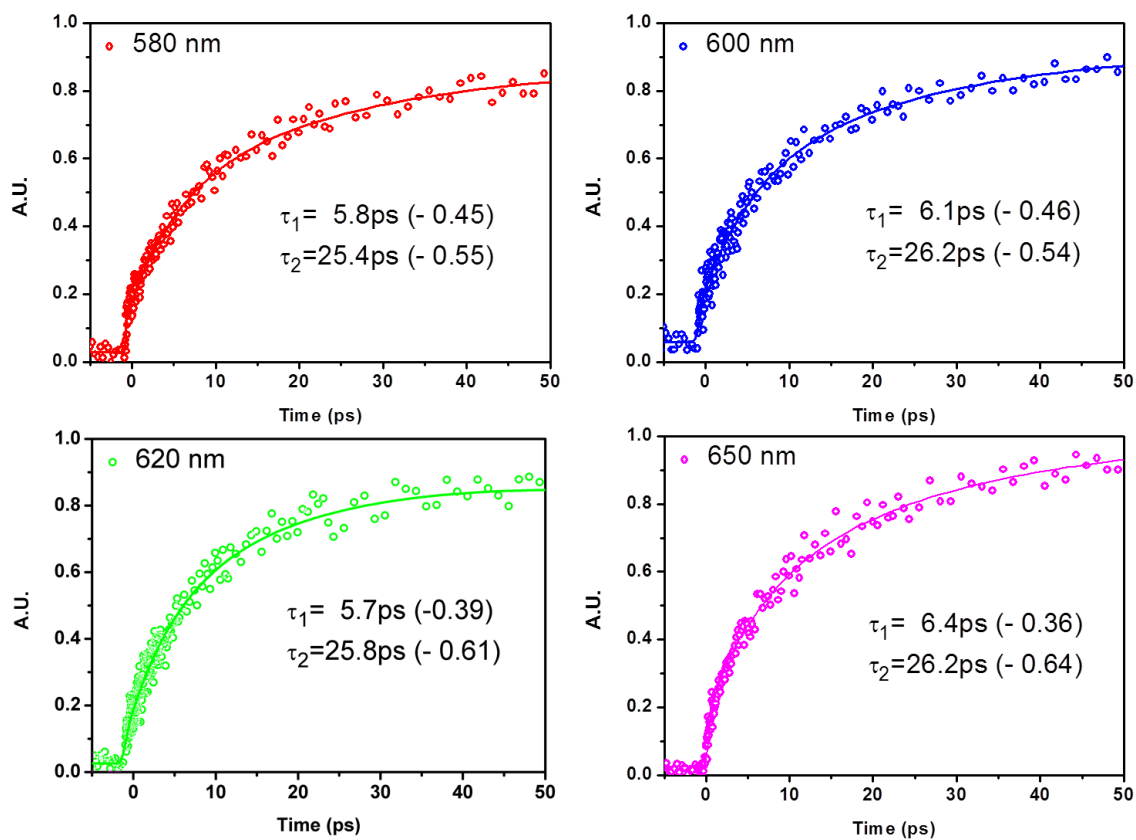 580 nm
A.U.
1.0
0.8
0.6
0.4
0.2
0.0
τ1= 5.8ps (- 0.45)
τ2=25.4ps (- 0.55)
0 10 20 30 40 50
Time (ps)
600 nm
A.U.
1.0
0.8
0.6
0.4
0.2
0.0
τ1= 6.1ps (- 0.46)
τ2=26.2ps (- 0.54)
0 10 20 30 40 50
Time (ps)
620 nm
A.U.
1.0
0.8
0.6
0.4
0.2
0.0
τ1= 5.7ps (-0.39)
τ2=25.8ps (- 0.61)
0 10 20 30 40 50
Time (ps)
650 nm
A.U.
1.0
0.8
0.6
0.4
0.2
0.0
τ1= 6.4ps (- 0.36)
τ2=26.2ps (- 0.64)
0 10 20 30 40 50
Time (ps)